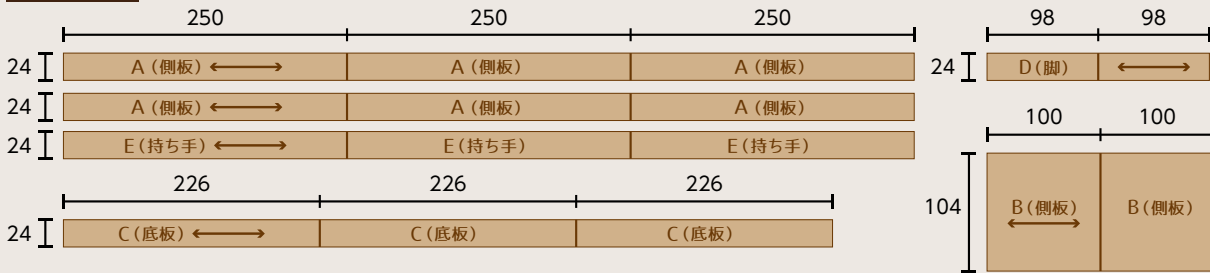 250 250 250
24 A(側板) A(側板) A(側板)
24 A(側板) A(側板) A(側板)
24 E(持ち手) E(持ち手) E(持ち手)
226 226 226
24 C(底板) C(底板) C(底板)
98 98
24 D(脚)
100 100
104 B(側板) B(側板)